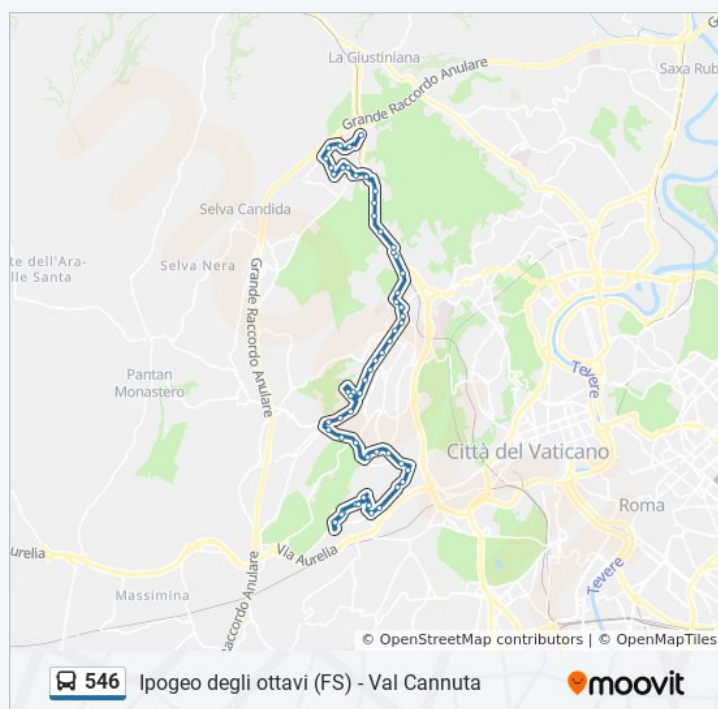 La Giustiniana
G
Grande Raccordo Anulare
Saxa Rub
Selva Candida
te dell'Ara-
lle Santa
Selva Nera
Grande Raccordo Anulare
Pantan
Monastero
Tevere
Città del Vaticano
Roma
urelia
Via Aurelia
Tevere
Massimina
Raccordo Anulare
© OpenStreetMap contributors | © OpenMapTiles
546 Ipogeo degli ottavi (FS) - Val Cannuta
moovit